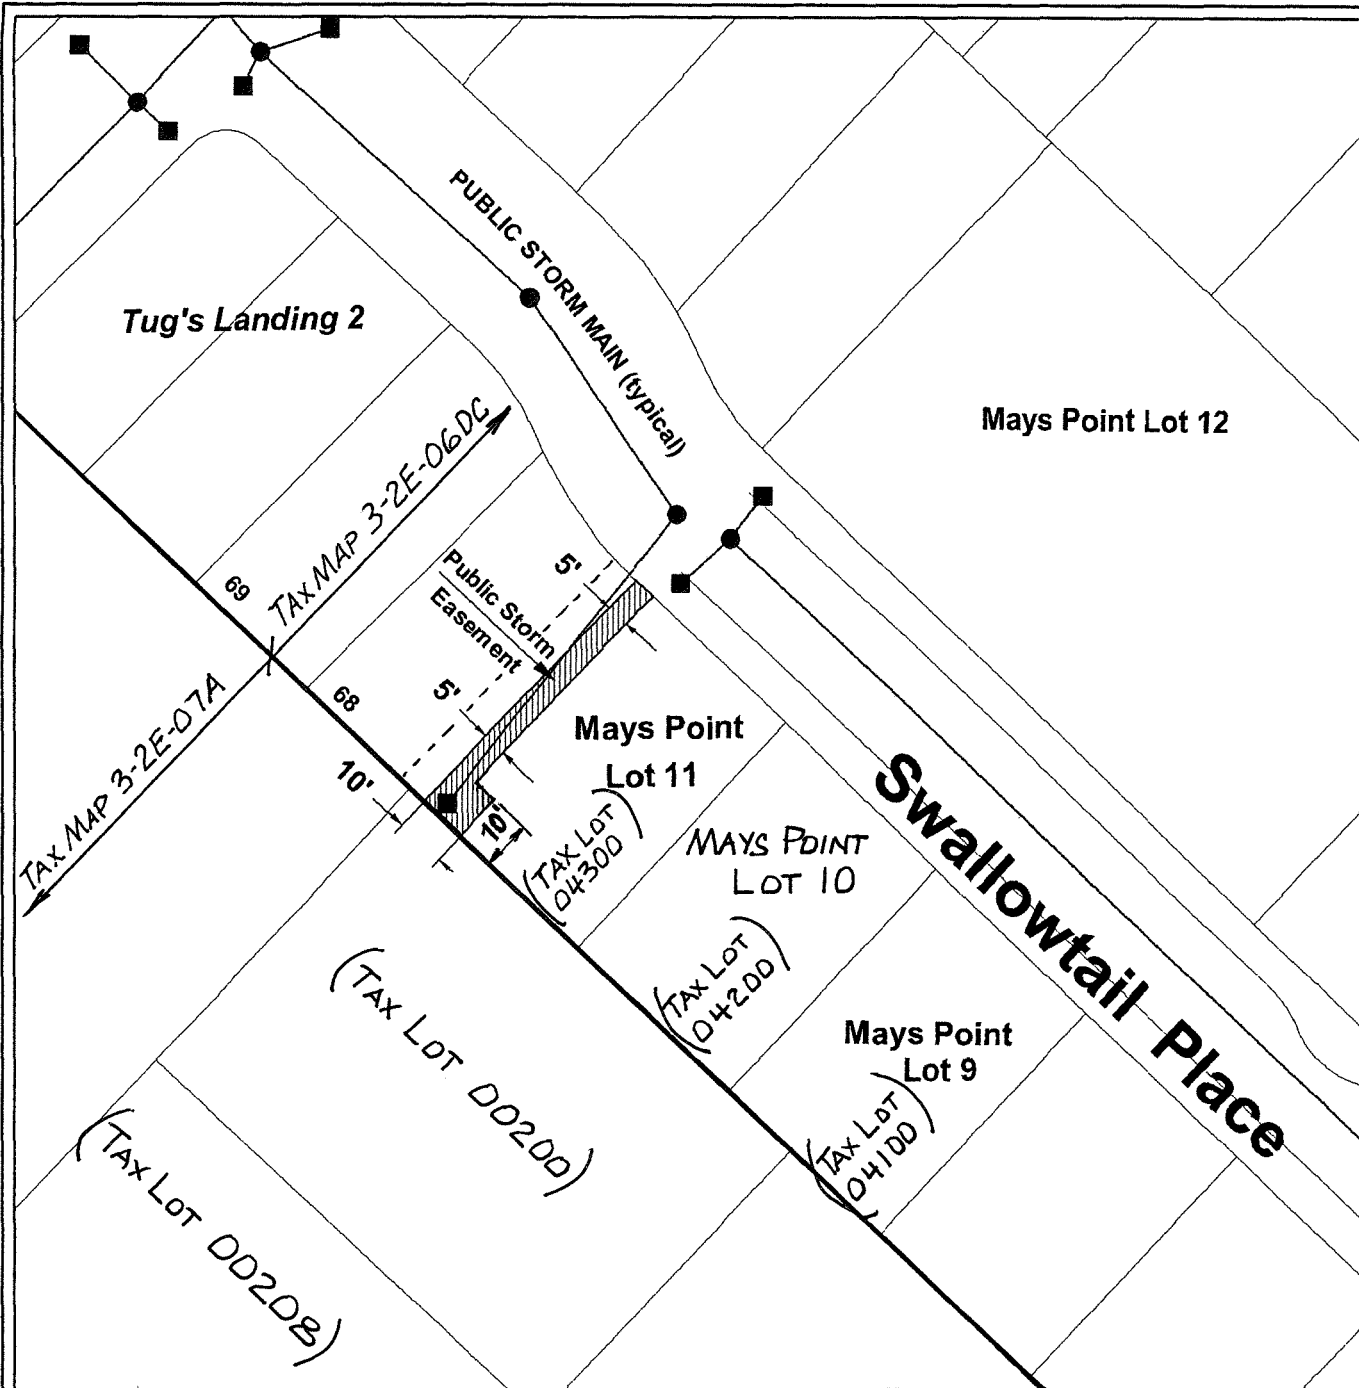 PUBLIC STORM MAIN (typical)
Tug's Landing 2
Mays Point Lot 12
TAX MAP 3-2E-06DC
69
TAX MAP 3-2E-07A
68
Public Storm
Easement
5'
5'
10'
10'
Mays Point
Lot 11
(TAX LOT
04300)
MAYS POINT
LOT 10
(TAX LOT
04200)
Swallowtail Place
Mays Point
Lot 9
(TAX LOT
04100)
(TAX LOT 00200)
(TAX LOT 00208)